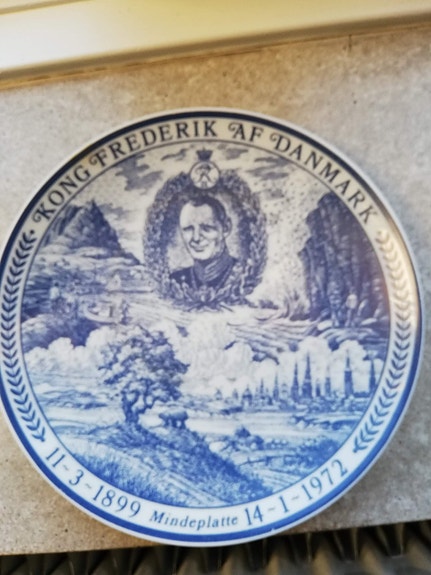 KONG FREDERIK AF DANMARK
11-3-1899 Mindeplatte 14-1-1972